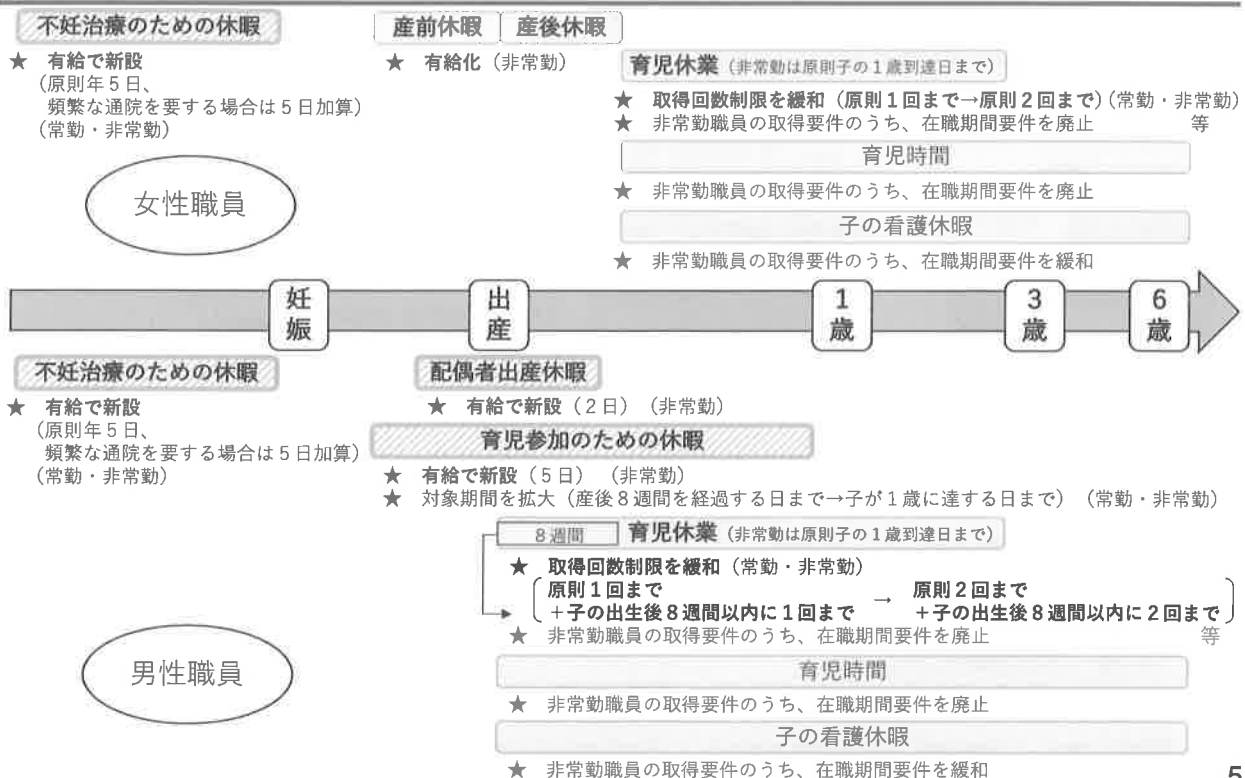 不妊治療のための休暇
★ 有給で新設
(原則年5日、
頻繁な通院を要する場合は5日加算)
(常勤・非常勤)
産前休暇 産後休暇
★ 有給化(非常勤)
育児休業(非常勤は原則子の1歳到達日まで)
★ 取得回数制限を緩和(原則1回まで→原則2回まで)(常勤・非常勤)
★ 非常勤職員の取得要件のうち、在職期間要件を廃止 等
育児時間
★ 非常勤職員の取得要件のうち、在職期間要件を廃止
子の看護休暇
★ 非常勤職員の取得要件のうち、在職期間要件を緩和
女性職員
妊娠
出産
1歳
3歳
6歳
不妊治療のための休暇
★ 有給で新設
(原則年5日、
頻繁な通院を要する場合は5日加算)
(常勤・非常勤)
配偶者出産休暇
★ 有給で新設(2日)(非常勤)
育児参加のための休暇
★ 有給で新設(5日)(非常勤)
★ 対象期間を拡大(産後8週間を経過する日まで→子が1歳に達する日まで)(常勤・非常勤)
8週間 育児休業(非常勤は原則子の1歳到達日まで)
★ 取得回数制限を緩和(常勤・非常勤)
原則1回まで → 原則2回まで
+子の出生後8週間以内に1回まで +子の出生後8週間以内に2回まで
★ 非常勤職員の取得要件のうち、在職期間要件を廃止 等
育児時間
★ 非常勤職員の取得要件のうち、在職期間要件を廃止
子の看護休暇
★ 非常勤職員の取得要件のうち、在職期間要件を緩和
男性職員
5